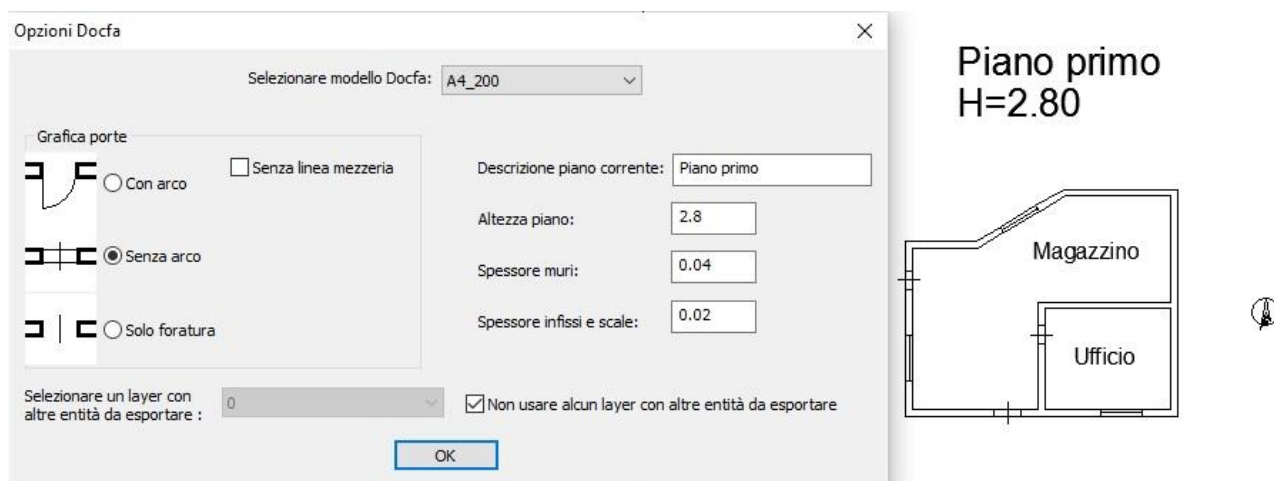 Opzioni Docfa
Selezionare modello Docfa: A4_200
Grafica porte
Con arco
Senza linea mezzeria
Senza arco
Solo foratura
Descrizione piano corrente: Piano primo
Altezza piano: 2.8
Spessore muri: 0.04
Spessore infissi e scale: 0.02
Selezionare un layer con
altre entità da esportare : 0
Non usare alcun layer con altre entità da esportare
OK
Piano primo
H=2.80
Magazzino
Ufficio